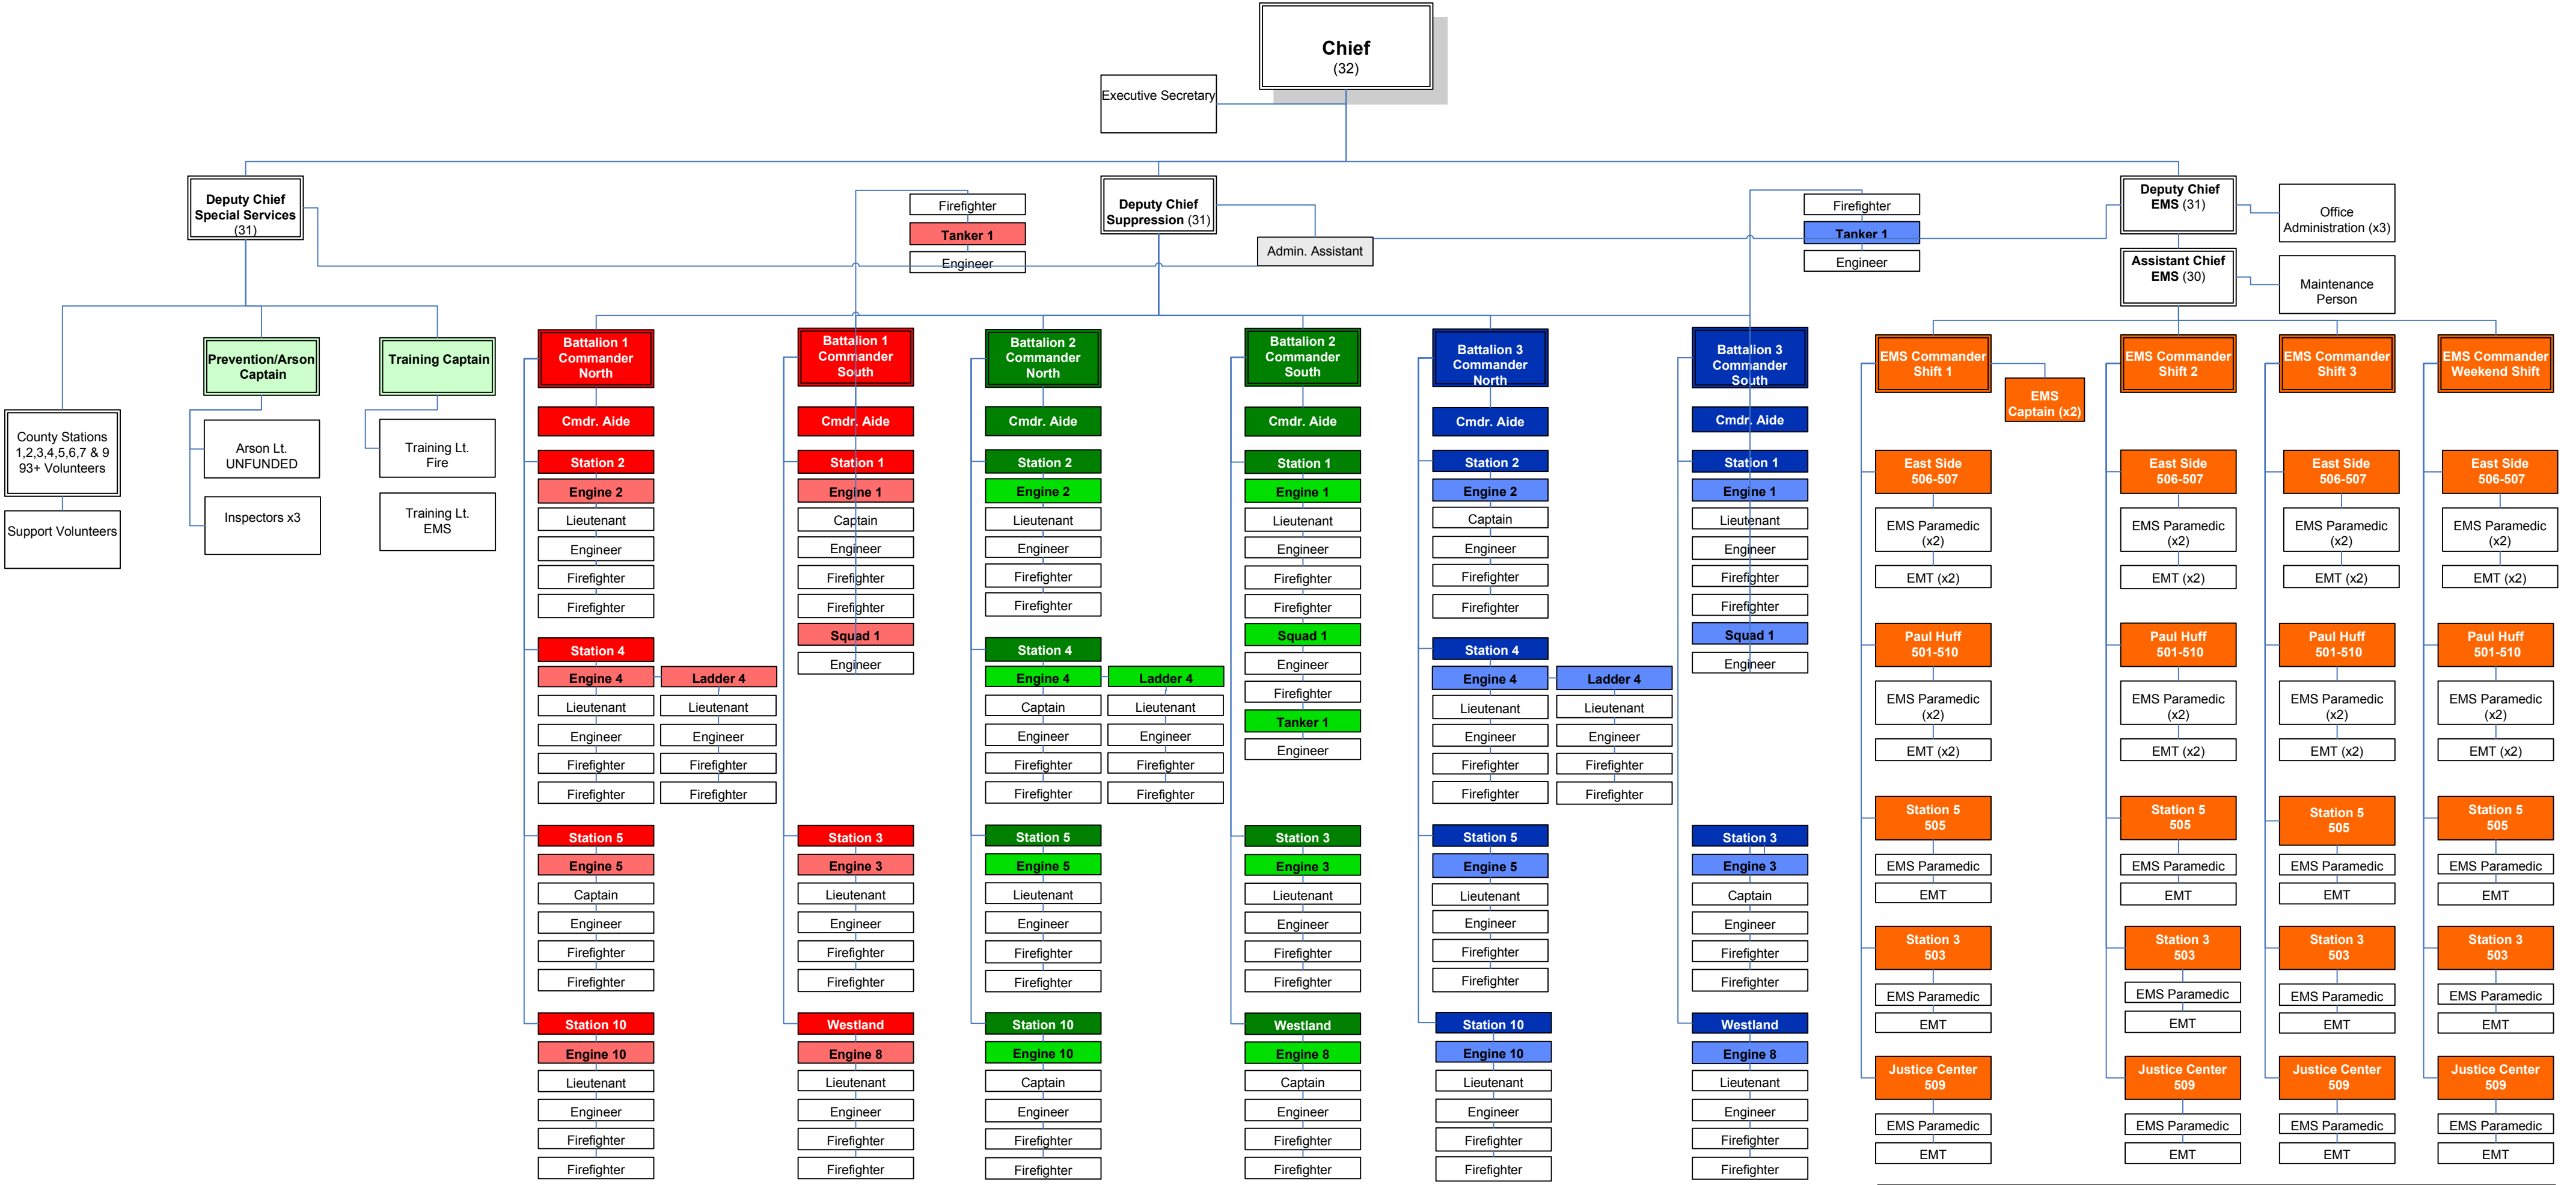 Chief
(32)
Executive Secretary
Deputy Chief
Special Services
(31)
Deputy Chief
Suppression (31)
Deputy Chief
EMS (31)
Office
Administration (x3)
Assistant Chief
EMS (30)
Maintenance
Person
Admin. Assistant
Firefighter
Tanker 1
Engineer
Firefighter
Tanker 1
Engineer
County Stations
1,2,3,4,5,6,7 & 9
93+ Volunteers
Support Volunteers
Prevention/Arson
Captain
Arson Lt.
UNFUNDED
Inspectors x3
Training Captain
Training Lt.
Fire
Training Lt.
EMS
Battalion 1
Commander
North
Cmdr. Aide
Station 2
Engine 2
Lieutenant
Engineer
Firefighter
Firefighter
Station 4
Engine 4
Lieutenant
Engineer
Firefighter
Firefighter
Ladder 4
Lieutenant
Engineer
Firefighter
Firefighter
Station 5
Engine 5
Captain
Engineer
Firefighter
Firefighter
Station 10
Engine 10
Lieutenant
Engineer
Firefighter
Firefighter
Battalion 1
Commander
South
Cmdr. Aide
Station 1
Engine 1
Captain
Engineer
Firefighter
Firefighter
Squad 1
Engineer
Station 3
Engine 3
Lieutenant
Engineer
Firefighter
Firefighter
Westland
Engine 8
Lieutenant
Engineer
Firefighter
Firefighter
Battalion 2
Commander
North
Cmdr. Aide
Station 2
Engine 2
Lieutenant
Engineer
Firefighter
Firefighter
Station 4
Engine 4
Captain
Engineer
Firefighter
Firefighter
Ladder 4
Lieutenant
Engineer
Firefighter
Firefighter
Station 5
Engine 5
Lieutenant
Engineer
Firefighter
Firefighter
Station 10
Engine 10
Captain
Engineer
Firefighter
Firefighter
Battalion 2
Commander
South
Cmdr. Aide
Station 1
Engine 1
Lieutenant
Engineer
Firefighter
Firefighter
Squad 1
Engineer
Firefighter
Tanker 1
Engineer
Station 3
Engine 3
Lieutenant
Engineer
Firefighter
Firefighter
Westland
Engine 8
Captain
Engineer
Firefighter
Firefighter
Battalion 3
Commander
North
Cmdr. Aide
Station 2
Engine 2
Captain
Engineer
Firefighter
Firefighter
Station 4
Engine 4
Lieutenant
Engineer
Firefighter
Firefighter
Ladder 4
Lieutenant
Engineer
Firefighter
Firefighter
Station 5
Engine 5
Lieutenant
Engineer
Firefighter
Firefighter
Station 10
Engine 10
Lieutenant
Engineer
Firefighter
Firefighter
Battalion 3
Commander
South
Cmdr. Aide
Station 1
Engine 1
Lieutenant
Engineer
Firefighter
Firefighter
Squad 1
Engineer
Station 3
Engine 3
Captain
Engineer
Firefighter
Firefighter
Westland
Engine 8
Lieutenant
Engineer
Firefighter
Firefighter
EMS Commander
Shift 1
EMS
Captain (x2)
East Side
506-507
EMS Paramedic
(x2)
EMT (x2)
Paul Huff
501-510
EMS Paramedic
(x2)
EMT (x2)
Station 5
505
EMS Paramedic
EMT
Station 3
503
EMS Paramedic
EMT
Justice Center
509
EMS Paramedic
EMT
EMS Commander
Shift 2
East Side
506-507
EMS Paramedic
(x2)
EMT (x2)
Paul Huff
501-510
EMS Paramedic
(x2)
EMT (x2)
Station 5
505
EMS Paramedic
EMT
Station 3
503
EMS Paramedic
EMT
Justice Center
509
EMS Paramedic
EMT
EMS Commander
Shift 3
East Side
506-507
EMS Paramedic
(x2)
EMT (x2)
Paul Huff
501-510
EMS Paramedic
(x2)
EMT (x2)
Station 5
505
EMS Paramedic
EMT
Station 3
503
EMS Paramedic
EMT
Justice Center
509
EMS Paramedic
EMT
EMS Commander
Weekend Shift
East Side
506-507
EMS Paramedic
(x2)
EMT (x2)
Paul Huff
501-510
EMS Paramedic
(x2)
EMT (x2)
Station 5
505
EMS Paramedic
EMT
Station 3
503
EMS Paramedic
EMT
Justice Center
509
EMS Paramedic
EMT